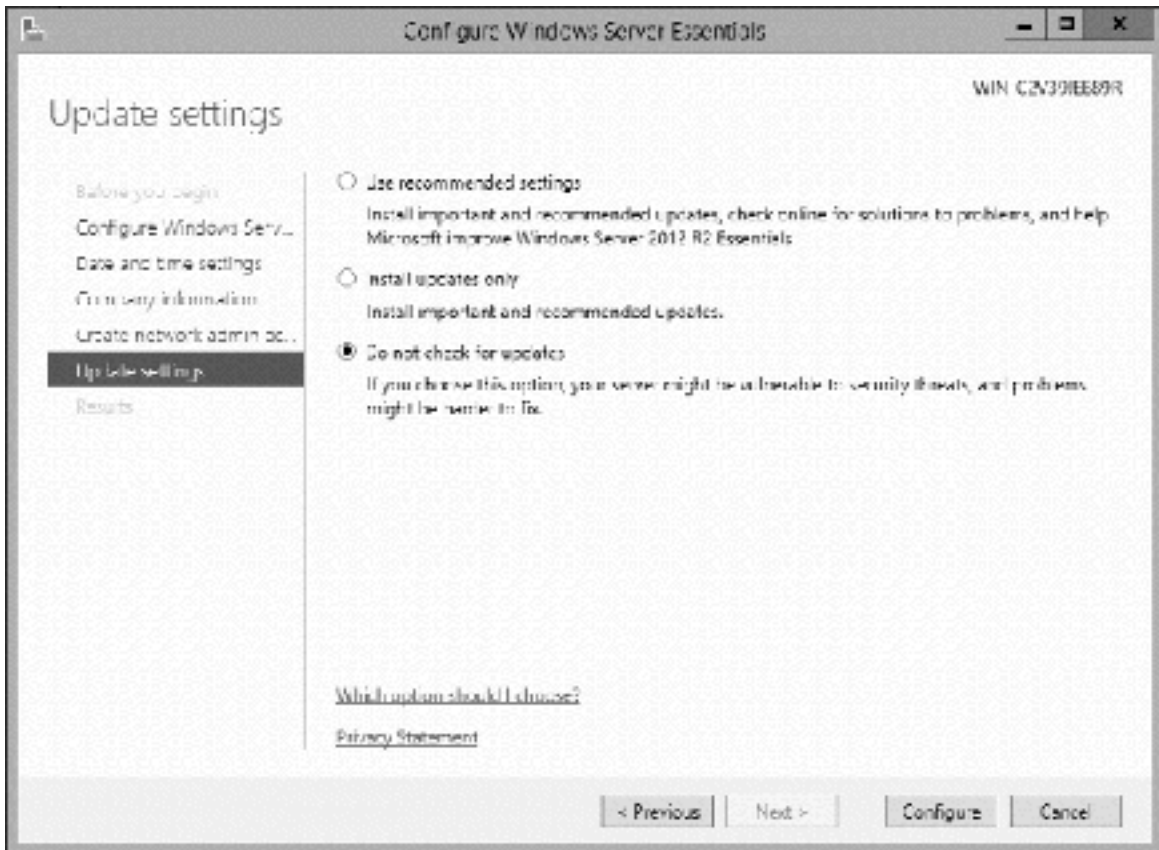 Configure Windows Server Essentials
Update settings
Before you begin
Configure Windows Serv...
Date and time settings
Company information
Create network admin ac...
Update settings
Results
Use recommended settings
Install important and recommended updates, check online for solutions to problems, and help
Microsoft improve Windows Server 2012 R2 Essentials
Install updates only
Install important and recommended updates.
Do not check for updates
If you choose this option, your server might be vulnerable to security threats, and problems
might be harder to fix.
Which option should I choose?
Privacy Statement
< Previous
Next >
Configure
Cancel